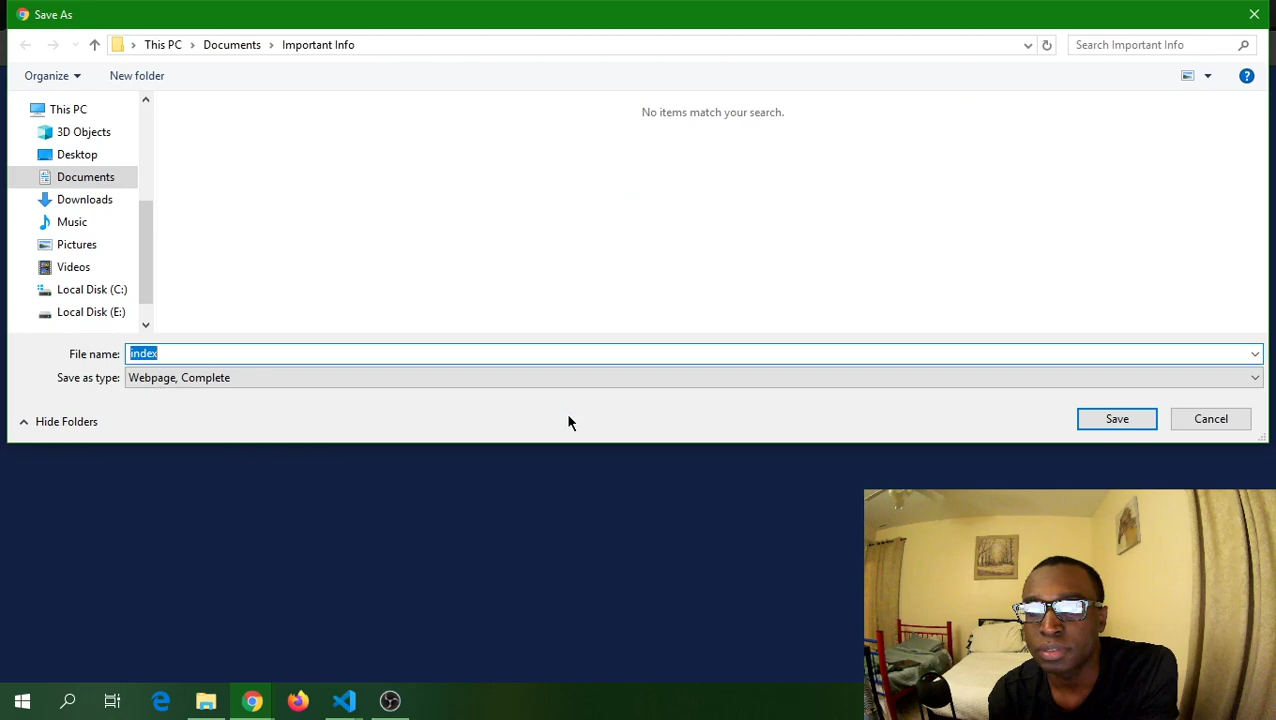 Save As
This PC Documents Important Info
Search Important Info
Organize
New folder
This PC
3D Objects
Desktop
Documents
Downloads
Music
Pictures
Videos
Local Disk (C:)
Local Disk (E:)
No items match your search.
File name: index
Save as type: Webpage, Complete
Hide Folders
Save
Cancel